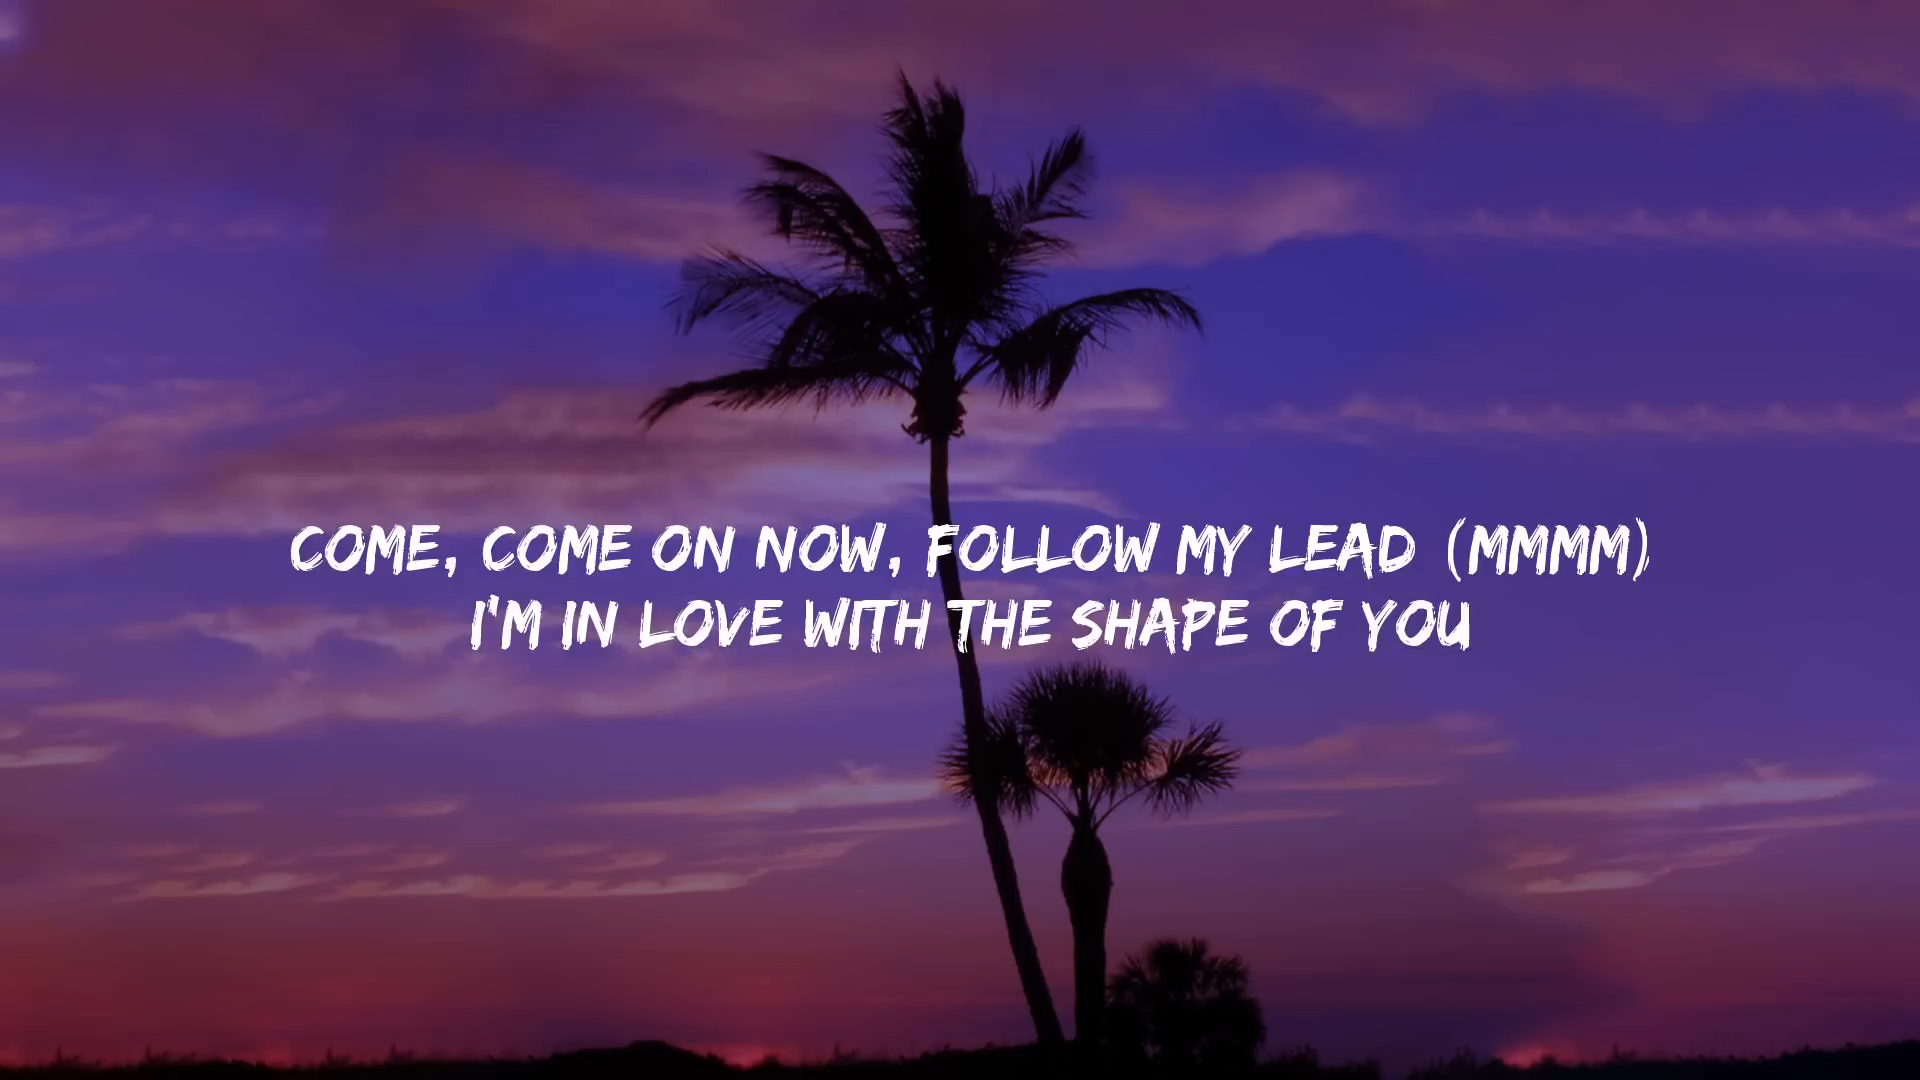 COME, COME ON NOW, FOLLOW MY LEAD (MMMM)
I'M IN LOVE WITH THE SHAPE OF YOU